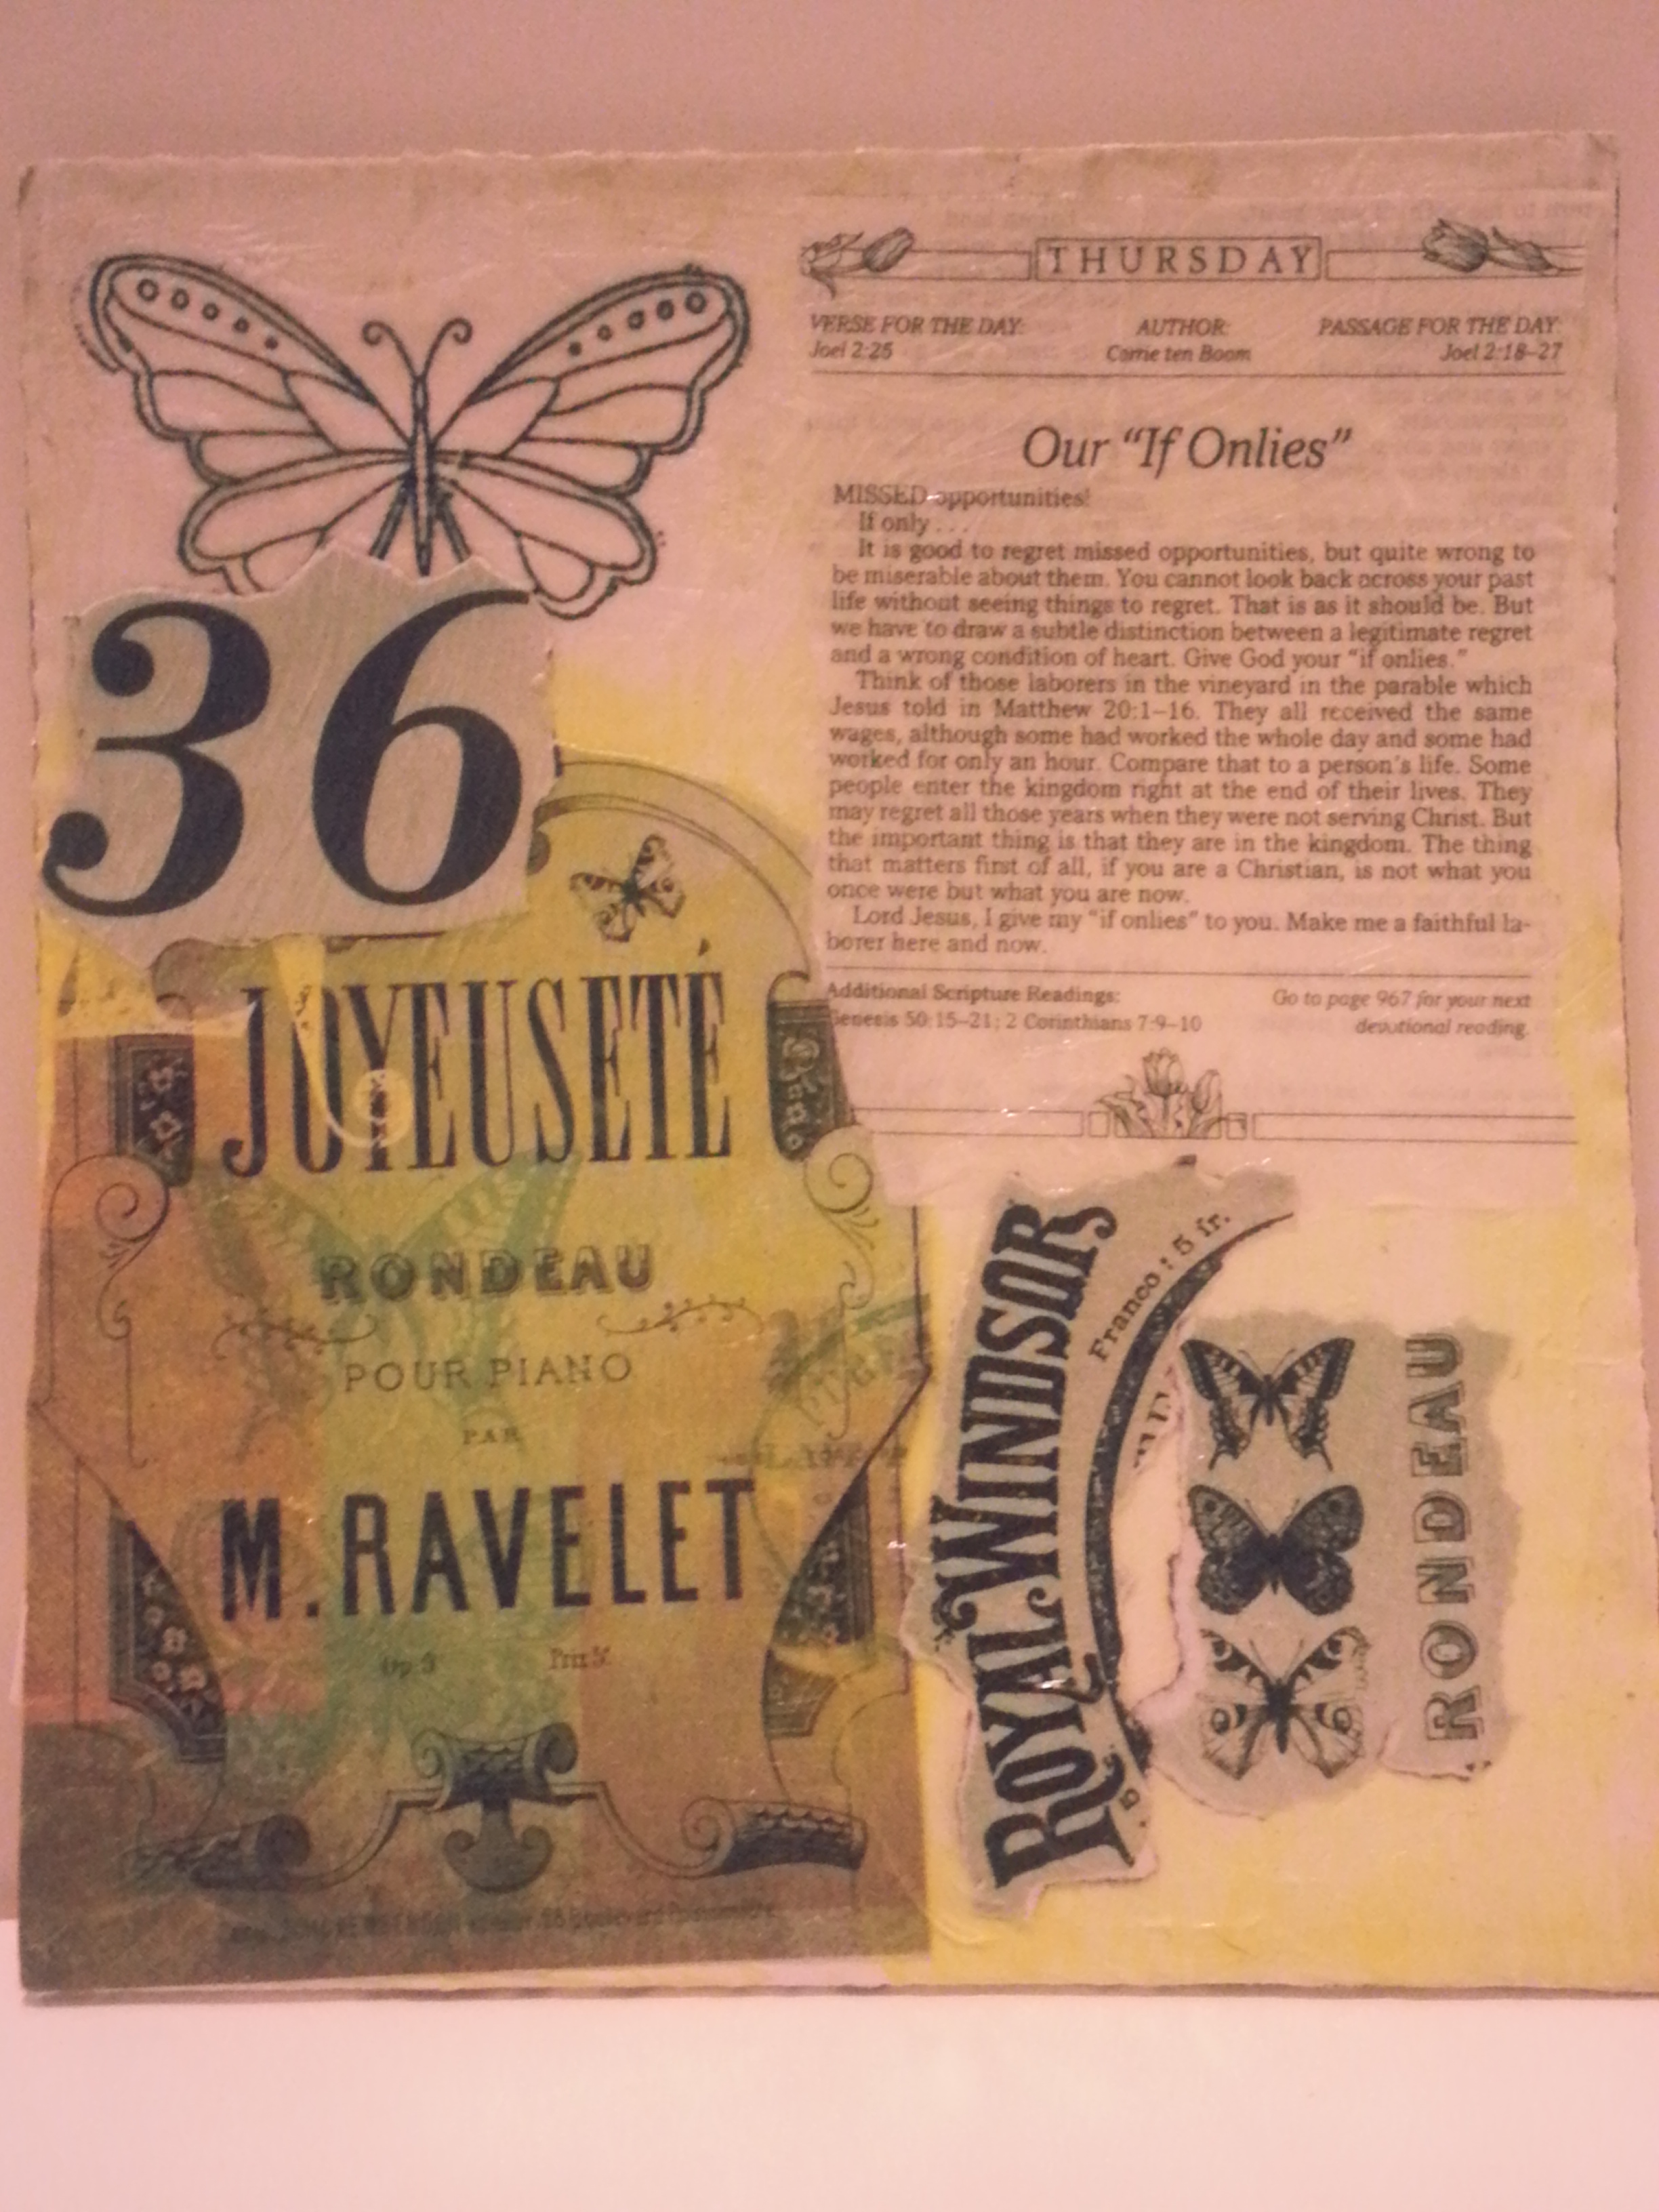 THURSDAY
VERSE FOR THE DAY: AUTHOR: PASSAGE FOR THE DAY:
Joel 2:25 Corrie ten Boom Joel 2:18–27
Our “If Onlies”
MISSED opportunities!
If only . . .
It is good to regret missed opportunities, but quite wrong to
be miserable about them. You cannot look back across your past
life without seeing things to regret. That is as it should be. But
we have to draw a subtle distinction between a legitimate regret
and a wrong condition of heart. Give God your “if onlies.”
Think of those laborers in the vineyard in the parable which
Jesus told in Matthew 20:1–16. They all received the same
wages, although some had worked the whole day and some had
worked for only an hour. Compare that to a person’s life. Some
people enter the kingdom right at the end of their lives. They
may regret all those years when they were not serving Christ. But
the important thing is that they are in the kingdom. The thing
that matters first of all, if you are a Christian, is not what you
once were but what you are now.
Lord Jesus, I give my “if onlies” to you. Make me a faithful la-
borer here and now.
Additional Scripture Readings: Go to page 967 for your next
Genesis 50:15–21; 2 Corinthians 7:9–10 devotional reading.
36
JOYEUSETÉ
RONDEAU
POUR PIANO
PAR
M. RAVELET
Op 3
ROYAL WINDSOR
Franco : 5 fr.
RONDEAU